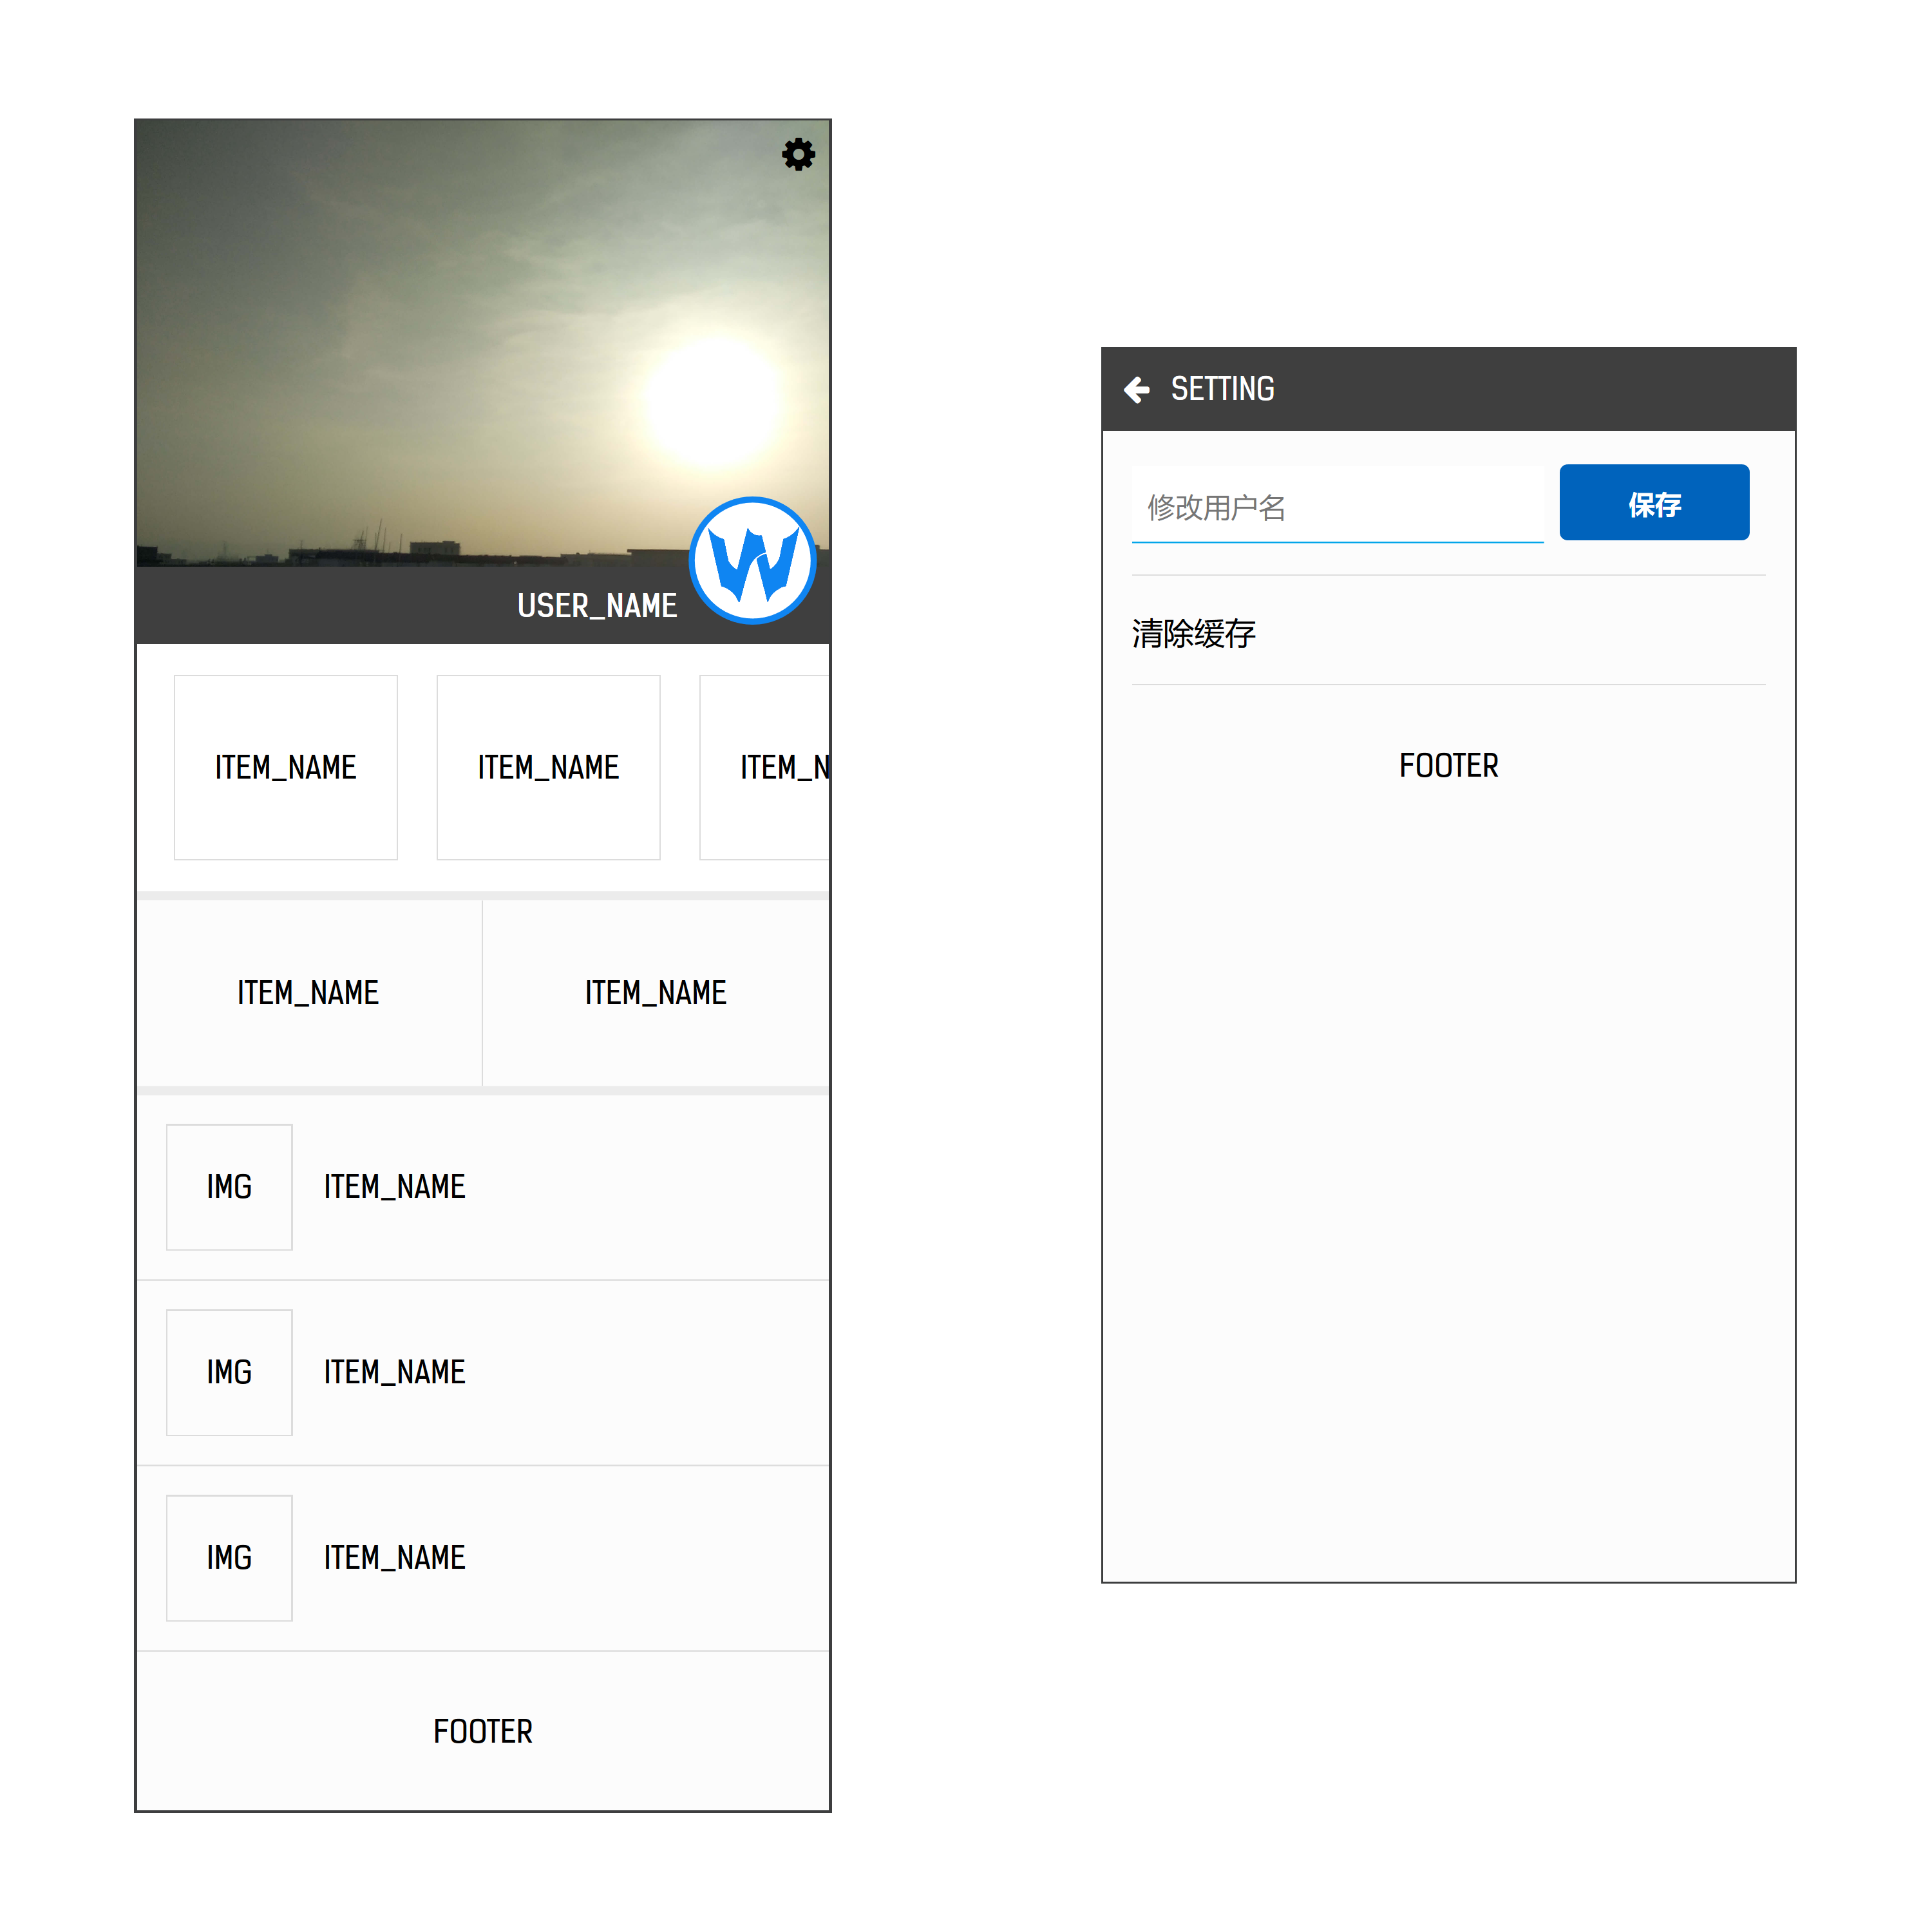 USER_NAME
ITEM_NAME
ITEM_NAME
ITEM_N
ITEM_NAME
ITEM_NAME
IMG
ITEM_NAME
IMG
ITEM_NAME
IMG
ITEM_NAME
FOOTER
SETTING
修改用户名
保存
清除缓存
FOOTER